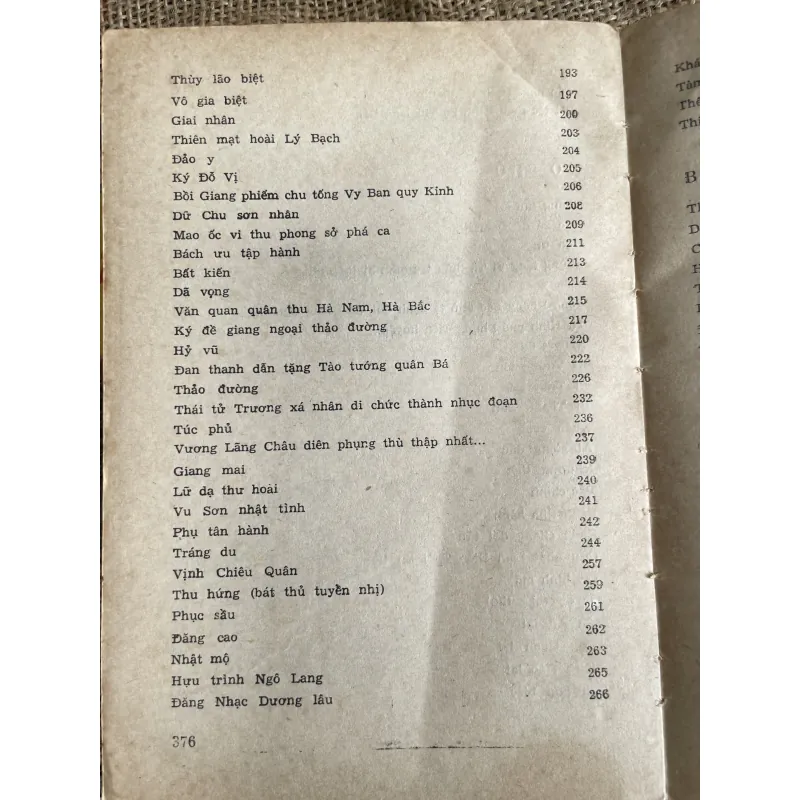 Thùy lão biệt 193
Vô gia biệt 197
Giai nhân 200
Thiên mạt hoài Lý Bạch 203
Đảo y 204
Ký Đỗ Vị 205
Bồi Giang phiếm chu tống Vy Ban quy Kinh 206
Dữ Chu sơn nhân 208
Mao ốc vi thu phong sở phá ca 209
Bách ưu tập hành 211
Bất kiến 213
Dã vọng 214
Văn quan quân thu Hà Nam, Hà Bắc 215
Ký đề giang ngoại thảo đường 217
Hỷ vũ 220
Đan thanh dẫn tặng Tào tướng quân Bá 222
Thảo đường 226
Thái tử Trương xá nhân di chức thành nhục đoạn 232
Túc phủ 236
Vương Lãng Châu diên phụng thù thập nhất... 237
Giang mai 239
Lữ dạ thư hoài 240
Vu Sơn nhật tình 241
Phụ tân hành 242
Tráng du 244
Vịnh Chiêu Quân 257
Thu hứng (bát thủ tuyển nhị) 259
Phục sầu 261
Đăng cao 262
Nhật mộ 263
Hựu trình Ngô Lang 265
Đăng Nhạc Dương lâu 266
376
Khá
Tàn
Thế
Thi
B
Th
D
C
H
T